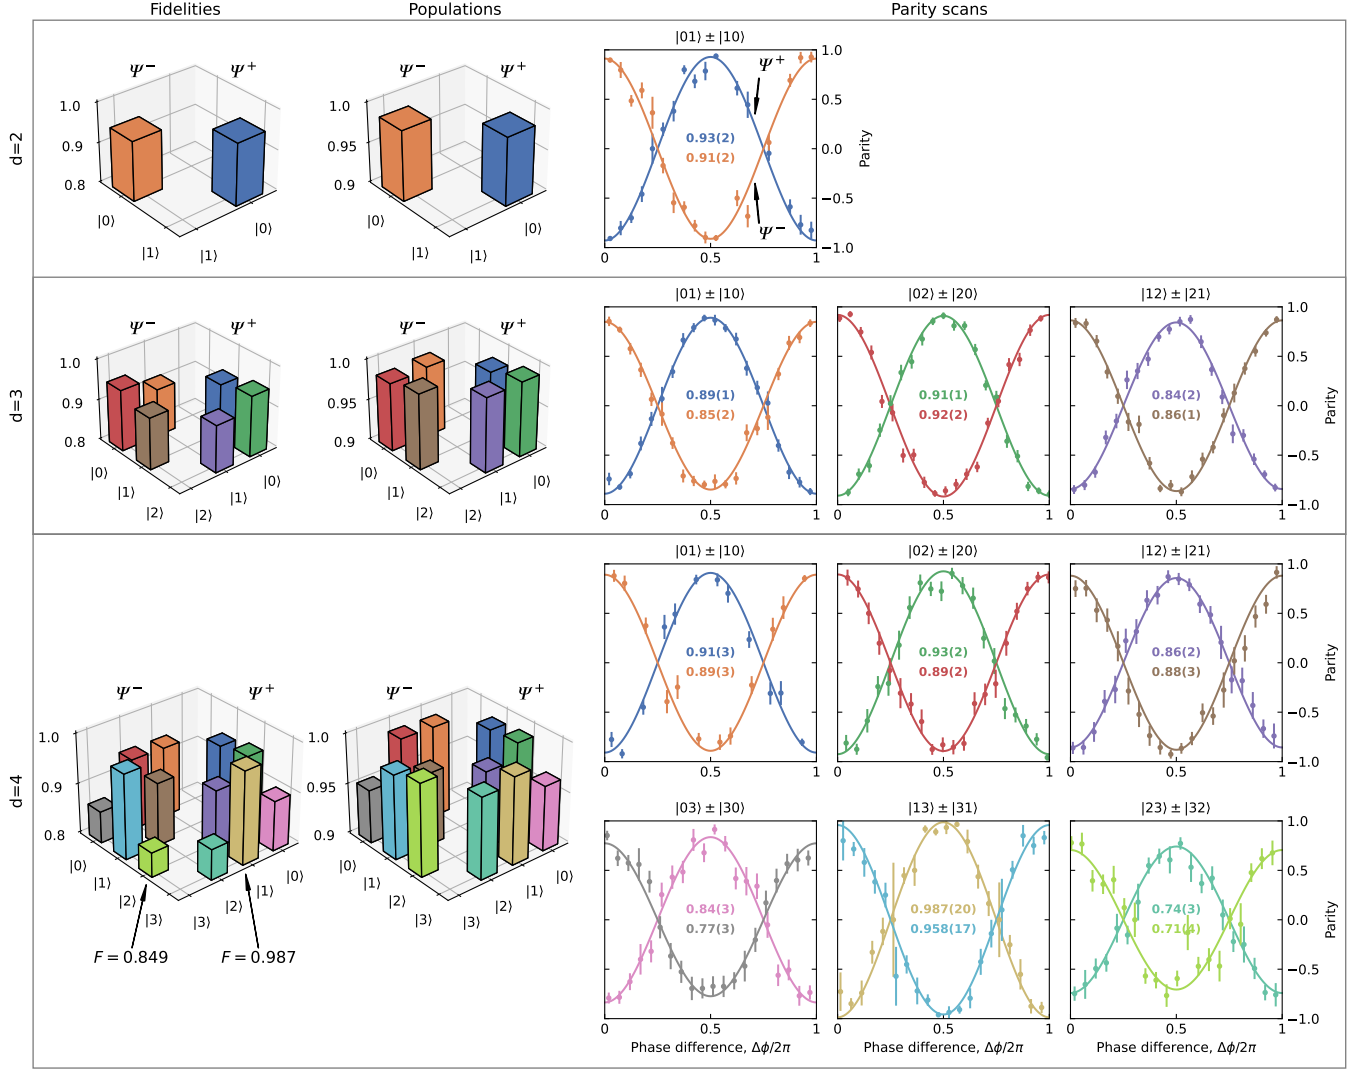 Fidelities Populations Parity scans
d=2
Ψ⁻ Ψ⁺
1.0
0.9
0.8
|0⟩
|1⟩
|1⟩
|0⟩
Ψ⁻ Ψ⁺
1.0
0.95
0.9
|0⟩
|1⟩
|1⟩
|0⟩
|01⟩ ± |10⟩
Ψ⁺
0.93(2)
0.91(2)
Ψ⁻
1.0
0.5
0.0
−0.5
−1.0
Parity
0 0.5 1
d=3
Ψ⁻ Ψ⁺
1.0
0.9
0.8
|0⟩
|1⟩
|2⟩
|2⟩
|1⟩
|0⟩
Ψ⁻ Ψ⁺
1.0
0.95
0.9
|0⟩
|1⟩
|2⟩
|2⟩
|1⟩
|0⟩
|01⟩ ± |10⟩
0.89(1)
0.85(2)
0 0.5 1
|02⟩ ± |20⟩
0.91(1)
0.92(2)
0 0.5 1
|12⟩ ± |21⟩
0.84(2)
0.86(1)
0 0.5 1
1.0
0.5
0.0
−0.5
−1.0
Parity
d=4
Ψ⁻ Ψ⁺
1.0
0.9
0.8
|0⟩
|1⟩
|2⟩
|3⟩
|3⟩
|2⟩
|1⟩
|0⟩
F = 0.849
F = 0.987
Ψ⁻ Ψ⁺
1.0
0.95
0.9
|0⟩
|1⟩
|2⟩
|3⟩
|3⟩
|2⟩
|1⟩
|0⟩
|01⟩ ± |10⟩
0.91(3)
0.89(3)
0 0.5 1
|02⟩ ± |20⟩
0.93(2)
0.89(2)
0 0.5 1
|12⟩ ± |21⟩
0.86(2)
0.88(3)
0 0.5 1
1.0
0.5
0.0
−0.5
−1.0
Parity
|03⟩ ± |30⟩
0.84(3)
0.77(3)
0 0.5 1
Phase difference, Δϕ/2π
|13⟩ ± |31⟩
0.987(20)
0.958(17)
0 0.5 1
Phase difference, Δϕ/2π
|23⟩ ± |32⟩
0.74(3)
0.71(4)
0 0.5 1
Phase difference, Δϕ/2π
1.0
0.5
0.0
−0.5
−1.0
Parity